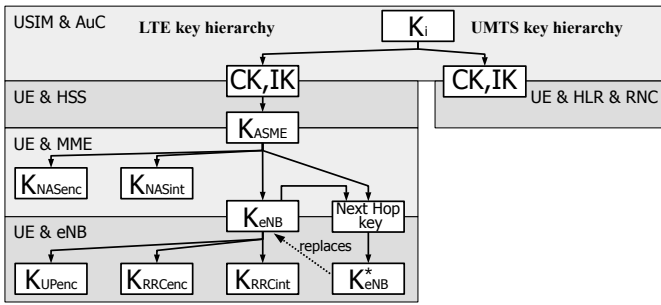 USIM & AuC
LTE key hierarchy
Ki
UMTS key hierarchy
CK,IK
CK,IK
UE & HSS
UE & HLR & RNC
KASME
UE & MME
KNASenc
KNASint
KeNB
Next Hop
key
UE & eNB
replaces
KUPenc
KRRCenc
KRRCint
K*eNB